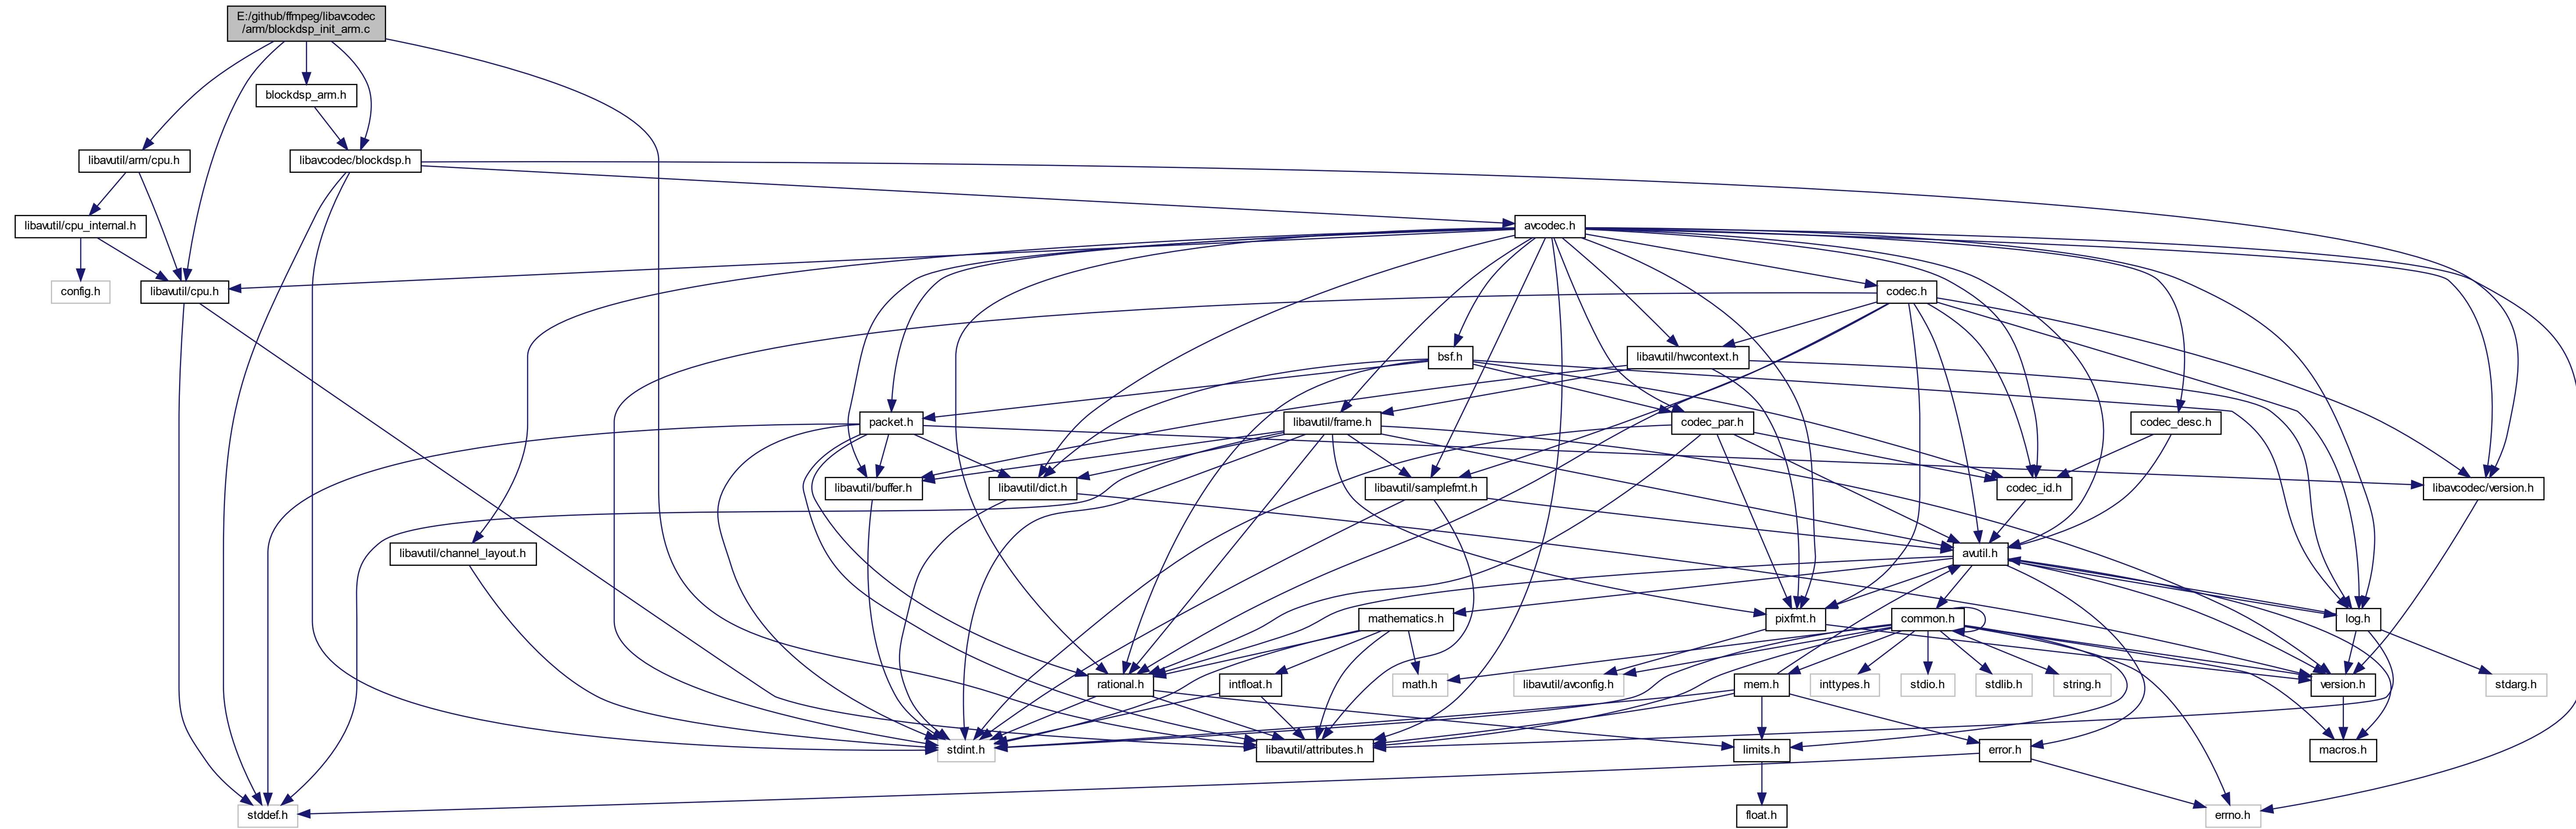 E:/github/ffmpeg/libavcodec
/arm/blockdsp_init_arm.c
blockdsp_arm.h
libavutil/arm/cpu.h
libavcodec/blockdsp.h
libavutil/cpu_internal.h
avcodec.h
config.h
libavutil/cpu.h
codec.h
bsf.h
libavutil/hwcontext.h
packet.h
libavutil/frame.h
codec_par.h
codec_desc.h
libavutil/buffer.h
libavutil/dict.h
libavutil/samplefmt.h
codec_id.h
libavcodec/version.h
libavutil/channel_layout.h
avutil.h
mathematics.h
pixfmt.h
common.h
log.h
rational.h
intfloat.h
math.h
libavutil/avconfig.h
mem.h
inttypes.h
stdio.h
stdlib.h
string.h
version.h
stdarg.h
stdint.h
libavutil/attributes.h
limits.h
error.h
macros.h
stddef.h
float.h
errno.h